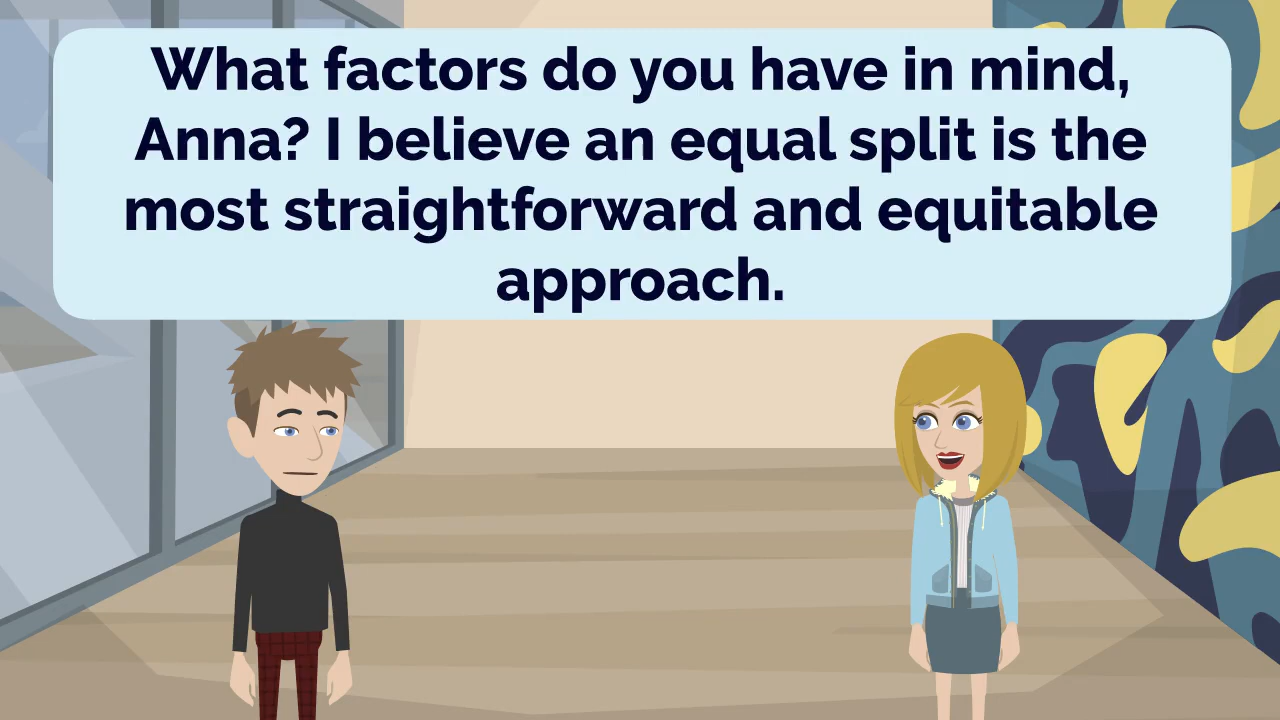 What factors do you have in mind,
Anna? I believe an equal split is the
most straightforward and equitable
approach.